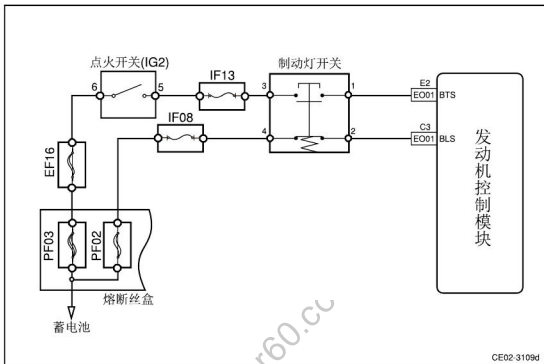 点火开关(IG2)
制动灯开关
6
5
IF13
3
1
E2
EO01
BTS
IF08
4
2
C3
EO01
BLS
EF16
发动机控制模块
PF03
PF02
熔断丝盒
蓄电池
r60.cc
CE02-3109d